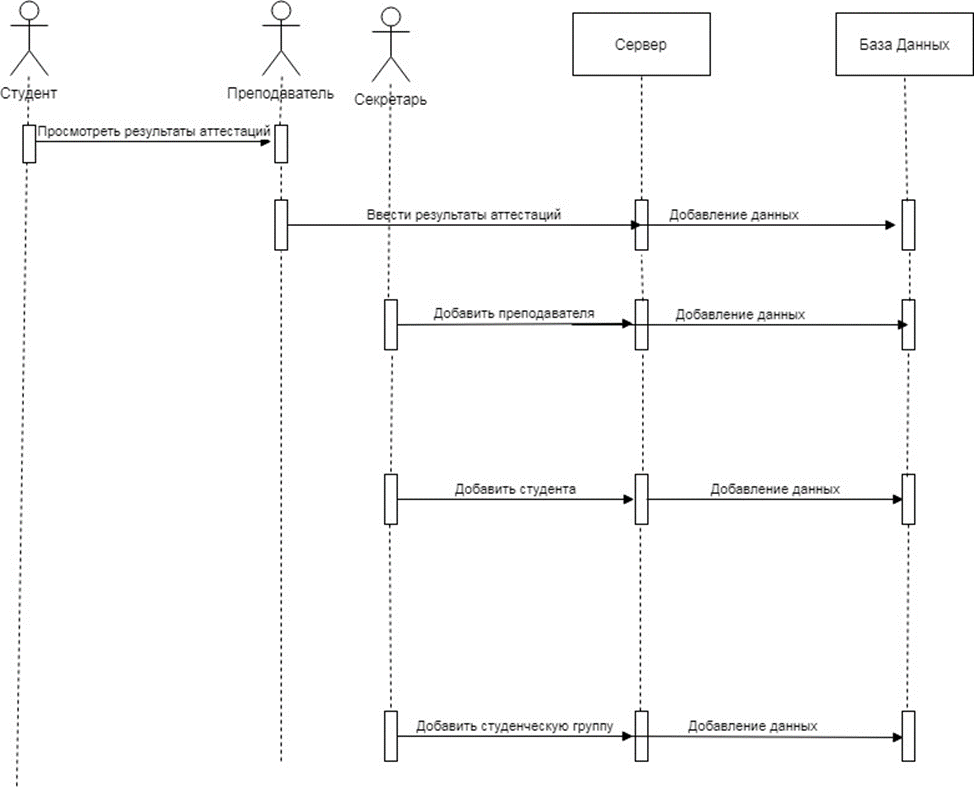 Сервер
База Данных
Студент
Преподаватель
Секретарь
Просмотреть результаты аттестаций
Ввести результаты аттестаций
Добавление данных
Добавить преподавателя
Добавление данных
Добавить студента
Добавление данных
Добавить студенческую группу
Добавление данных